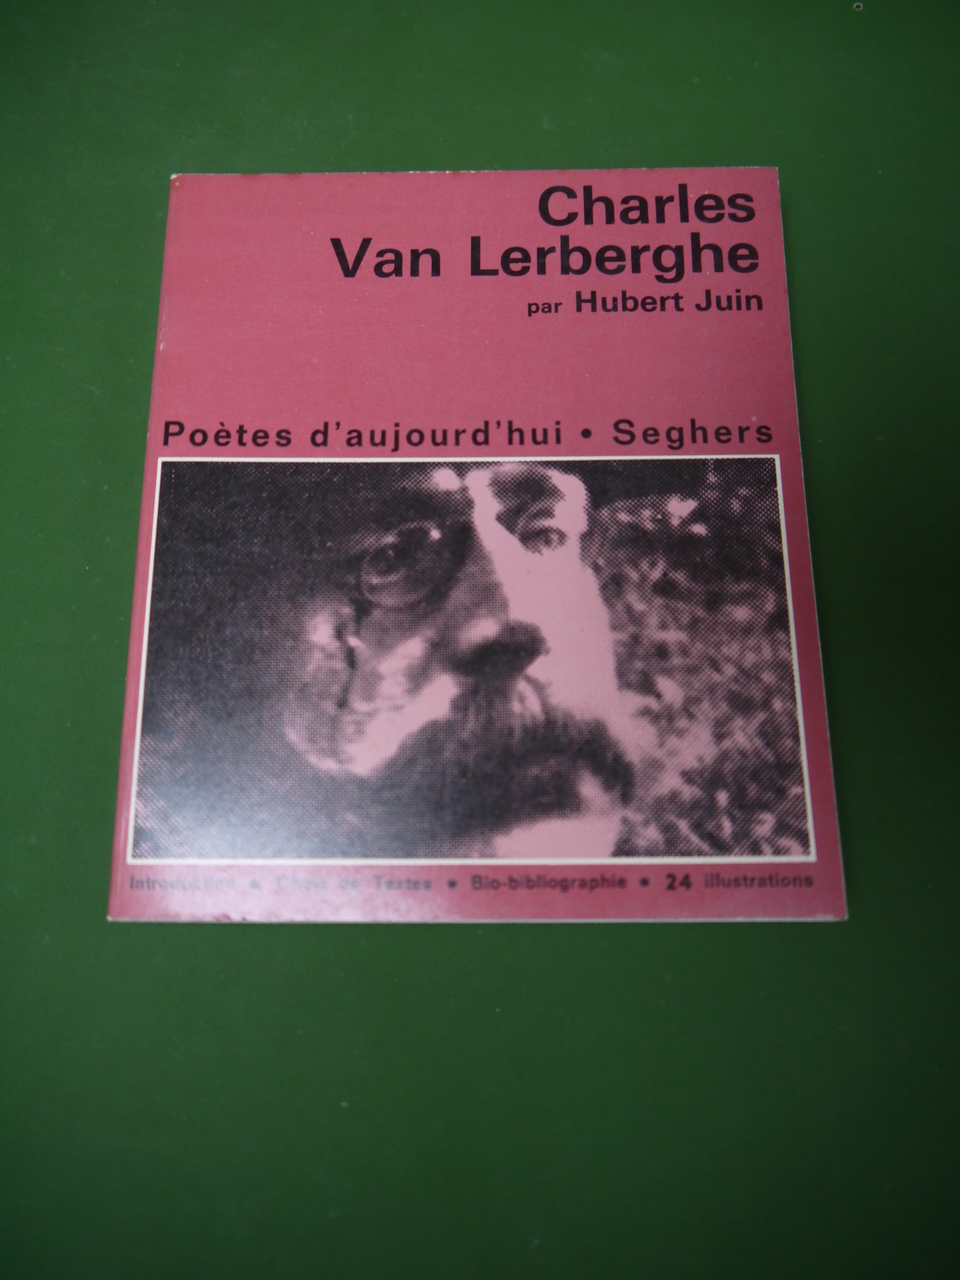 Charles
Van Lerberghe
par Hubert Juin
Poètes d'aujourd'hui • Seghers
Introduction • Choix de Textes • Bio-bibliographie • 24 illustrations